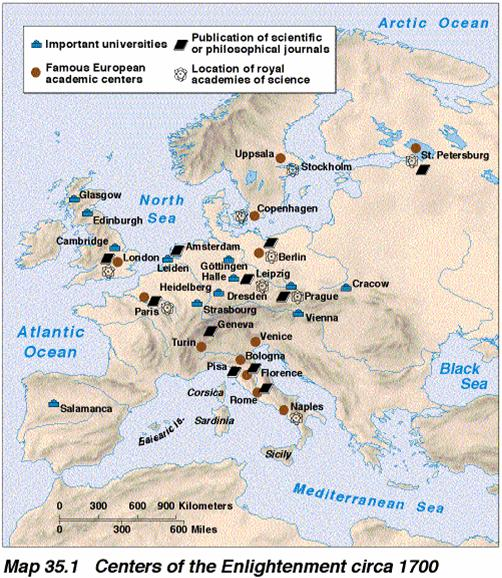 Arctic Ocean
Important universities
Publication of scientific
or philosophical journals
Famous European
academic centers
Location of royal
academies of science
Uppsala
Stockholm
St. Petersburg
Glasgow
North
Sea
Edinburgh
Copenhagen
Cambridge
London
Amsterdam
Leiden
Göttingen
Berlin
Halle
Leipzig
Heidelberg
Dresden
Prague
Cracow
Paris
Strasbourg
Vienna
Atlantic
Ocean
Geneva
Turin
Venice
Bologna
Pisa
Florence
Black
Sea
Corsica
Rome
Salamanca
Balearic Is.
Sardinia
Naples
Sicily
Mediterranean Sea
0 300 600 900 Kilometers
0 300 600 Miles
Map 35.1 Centers of the Enlightenment circa 1700